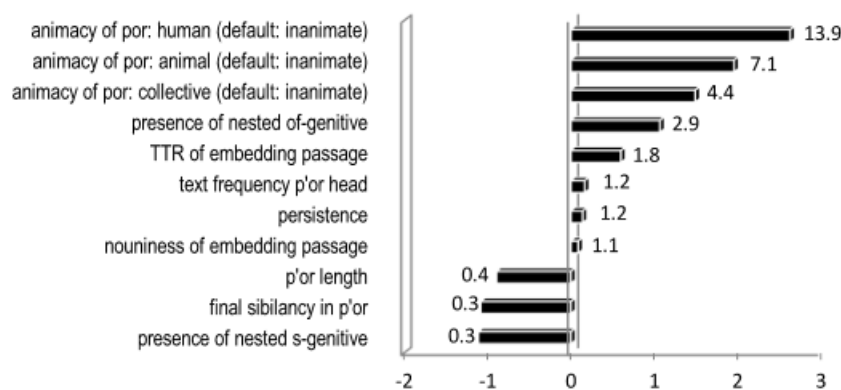 animacy of por: human (default: inanimate) 13.9
animacy of por: animal (default: inanimate) 7.1
animacy of por: collective (default: inanimate) 4.4
presence of nested of-genitive 2.9
TTR of embedding passage 1.8
text frequency p'or head 1.2
persistence 1.2
nouniness of embedding passage 1.1
p'or length 0.4
final sibilancy in p'or 0.3
presence of nested s-genitive 0.3
-2 -1 0 1 2 3